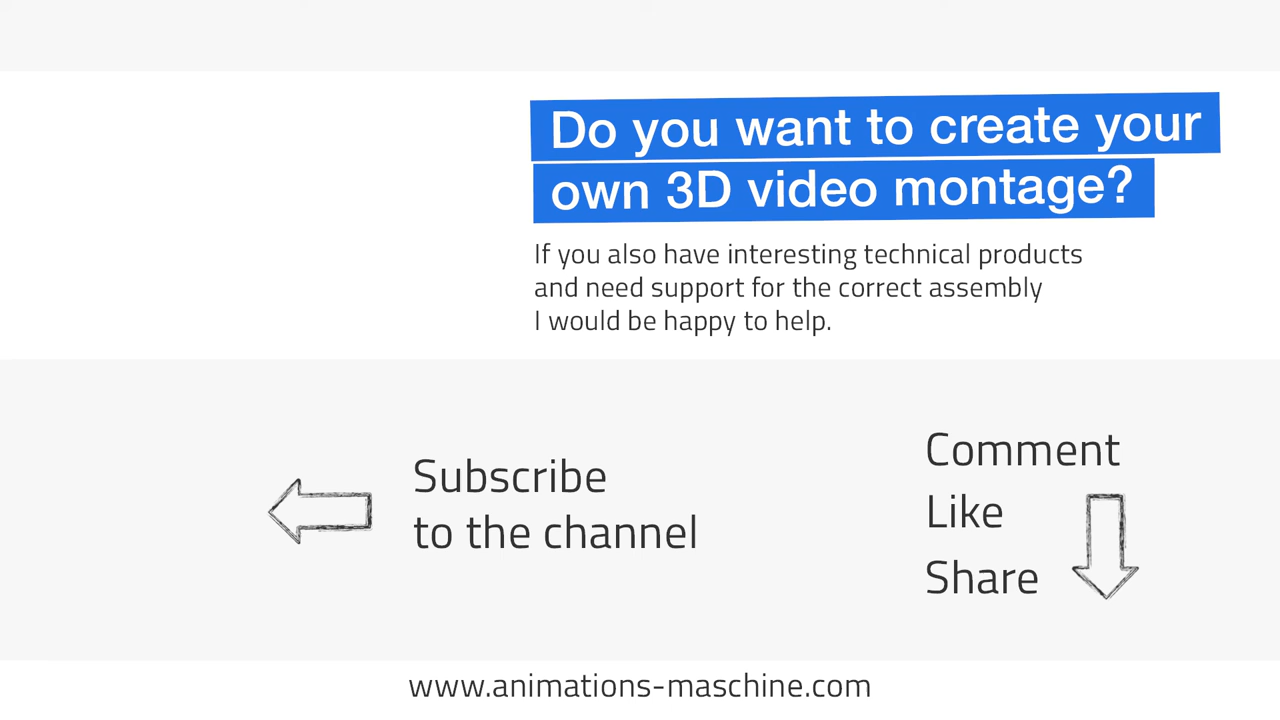 Do you want to create your
own 3D video montage?
If you also have interesting technical products
and need support for the correct assembly
I would be happy to help.
Subscribe
to the channel
Comment
Like
Share
www.animations-maschine.com